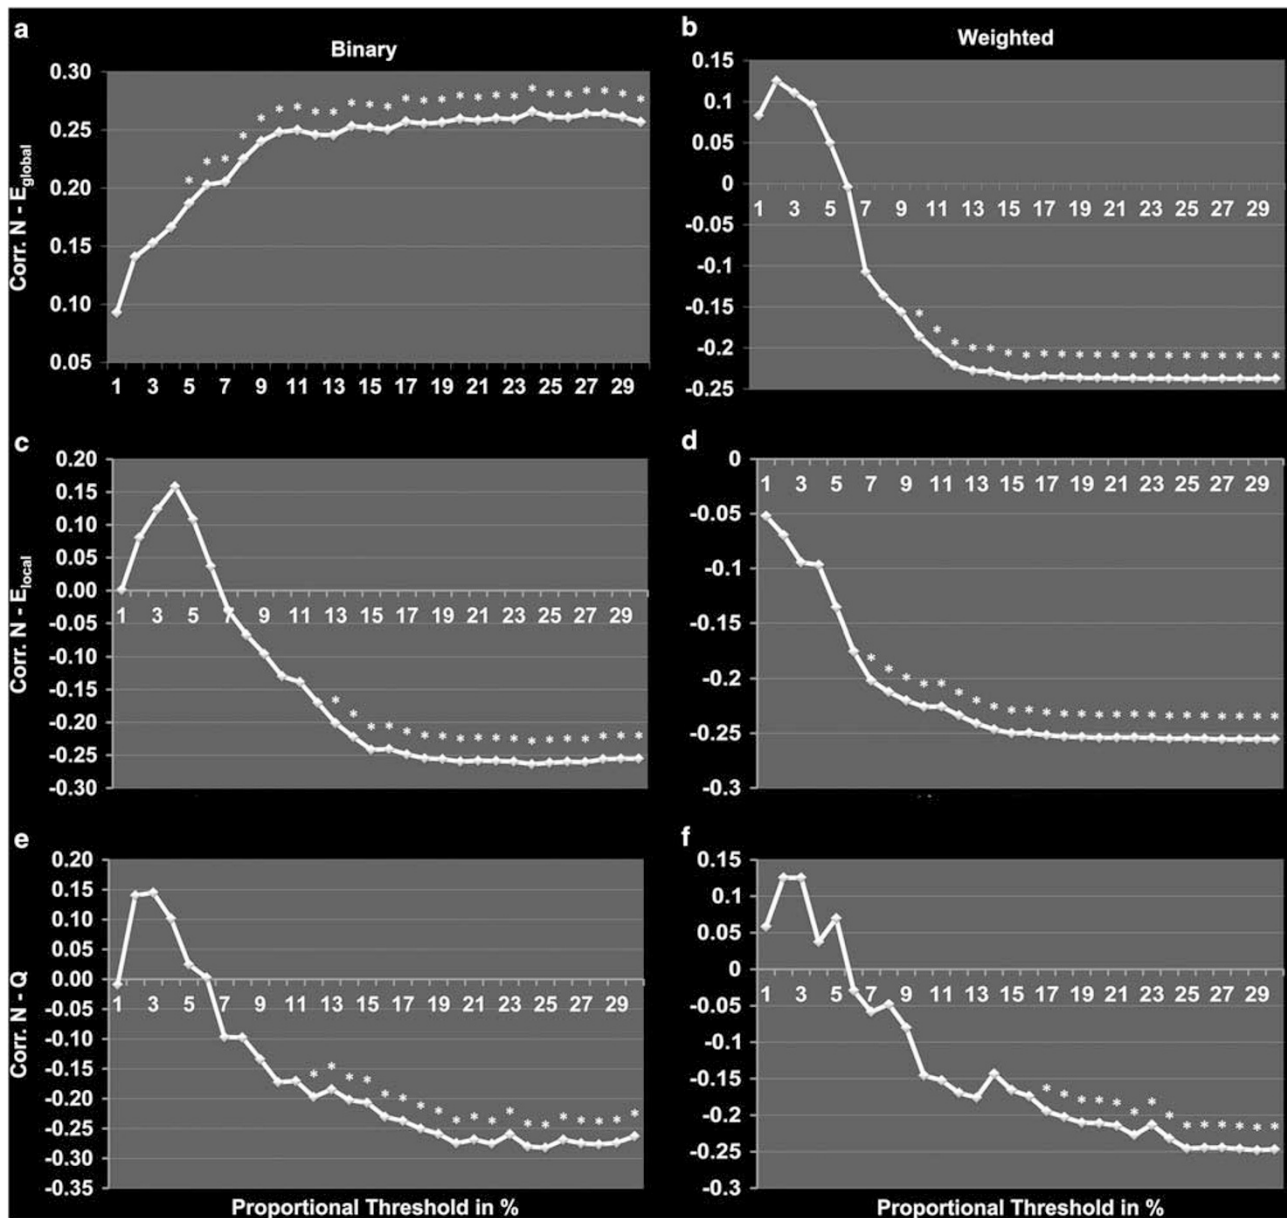 a
Binary
Corr. N - E_global
0.30
0.25
0.20
0.15
0.10
0.05
1 3 5 7 9 11 13 15 17 19 21 23 25 27 29
b
Weighted
0.15
0.1
0.05
0
-0.05
-0.1
-0.15
-0.2
-0.25
1 3 5 7 9 11 13 15 17 19 21 23 25 27 29
c
Corr. N - E_local
0.20
0.15
0.10
0.05
0.00
-0.05
-0.10
-0.15
-0.20
-0.25
-0.30
1 3 5 7 9 11 13 15 17 19 21 23 25 27 29
d
0
-0.05
-0.1
-0.15
-0.2
-0.25
-0.3
1 3 5 7 9 11 13 15 17 19 21 23 25 27 29
e
Corr. N - Q
0.20
0.15
0.10
0.05
0.00
-0.05
-0.10
-0.15
-0.20
-0.25
-0.30
-0.35
1 3 5 7 9 11 13 15 17 19 21 23 25 27 29
Proportional Threshold in %
f
0.15
0.1
0.05
0
-0.05
-0.1
-0.15
-0.2
-0.25
-0.3
1 3 5 7 9 11 13 15 17 19 21 23 25 27 29
Proportional Threshold in %